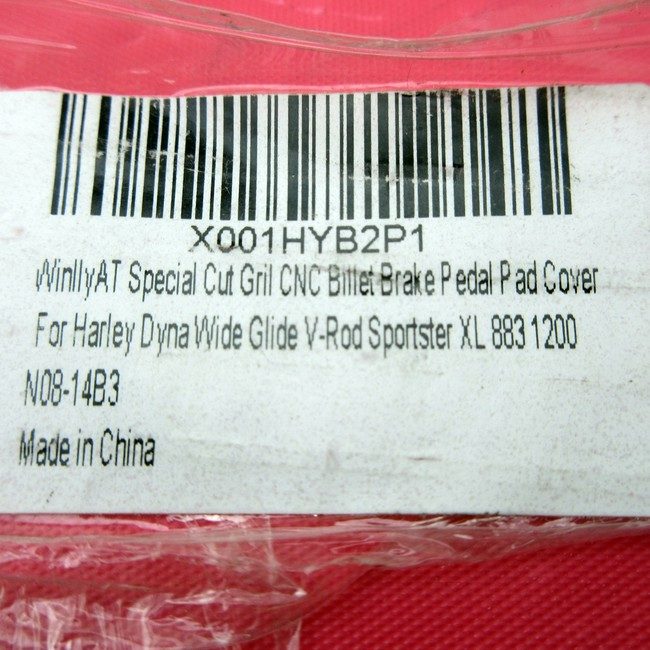 X001HYB2P1
WinllyAT Special Cut Gril CNC Billet Brake Pedal Pad Cover
For Harley Dyna Wide Glide V-Rod Sportster XL 883 1200
N08-14B3
Made in China